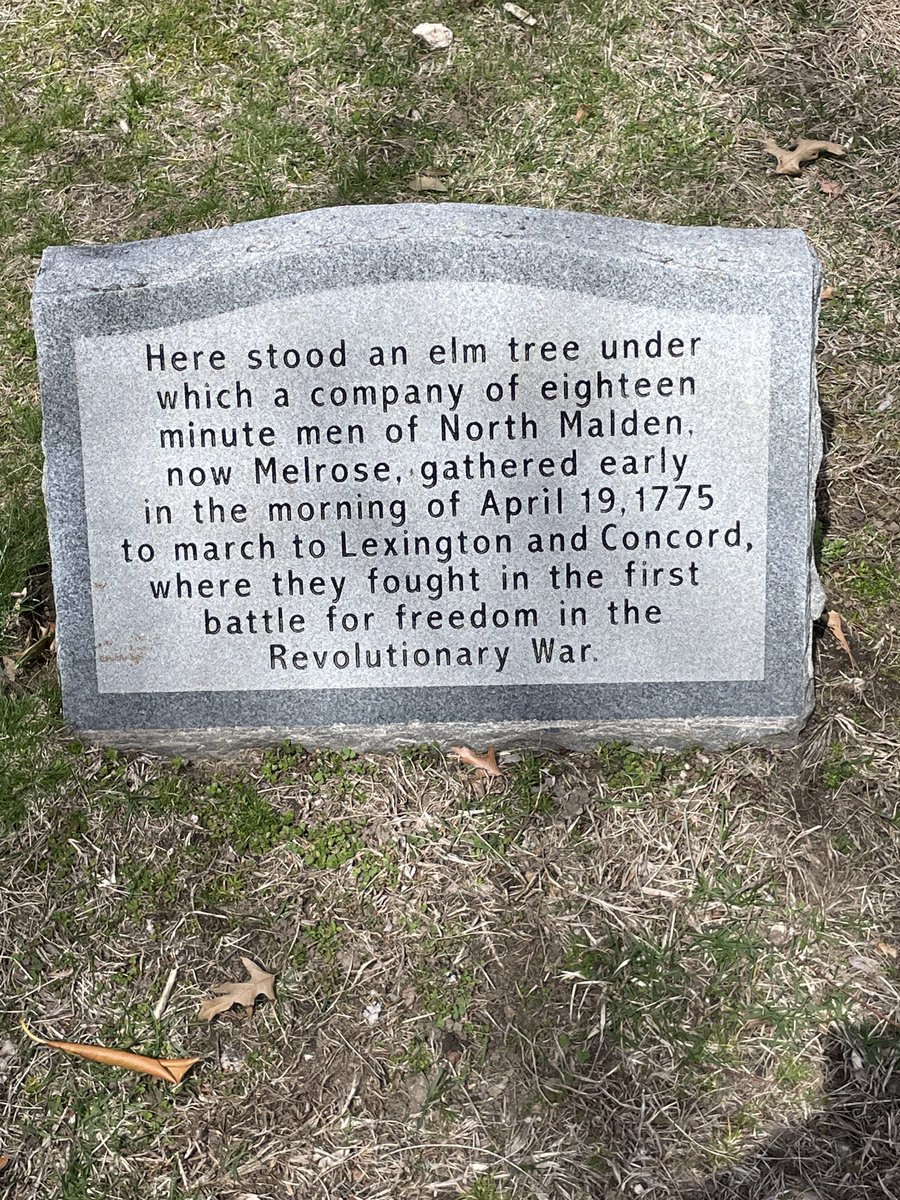 Here stood an elm tree under
which a company of eighteen
minute men of North Malden,
now Melrose, gathered early
in the morning of April 19, 1775
to march to Lexington and Concord,
where they fought in the first
battle for freedom in the
Revolutionary War.